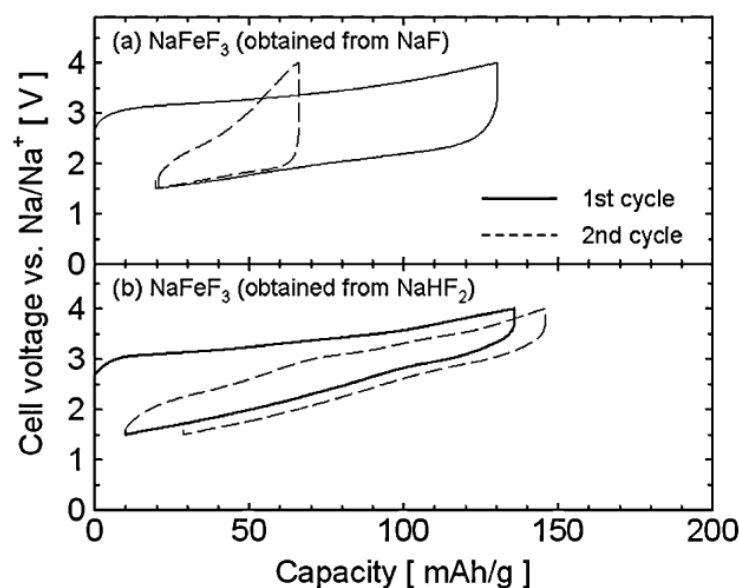 (a) NaFeF₃ (obtained from NaF)
4
3
2
1
0
1st cycle
2nd cycle
(b) NaFeF₃ (obtained from NaHF₂)
4
3
2
1
0
0
50
100
150
200
Cell voltage vs. Na/Na⁺ [ V ]
Capacity [ mAh/g ]